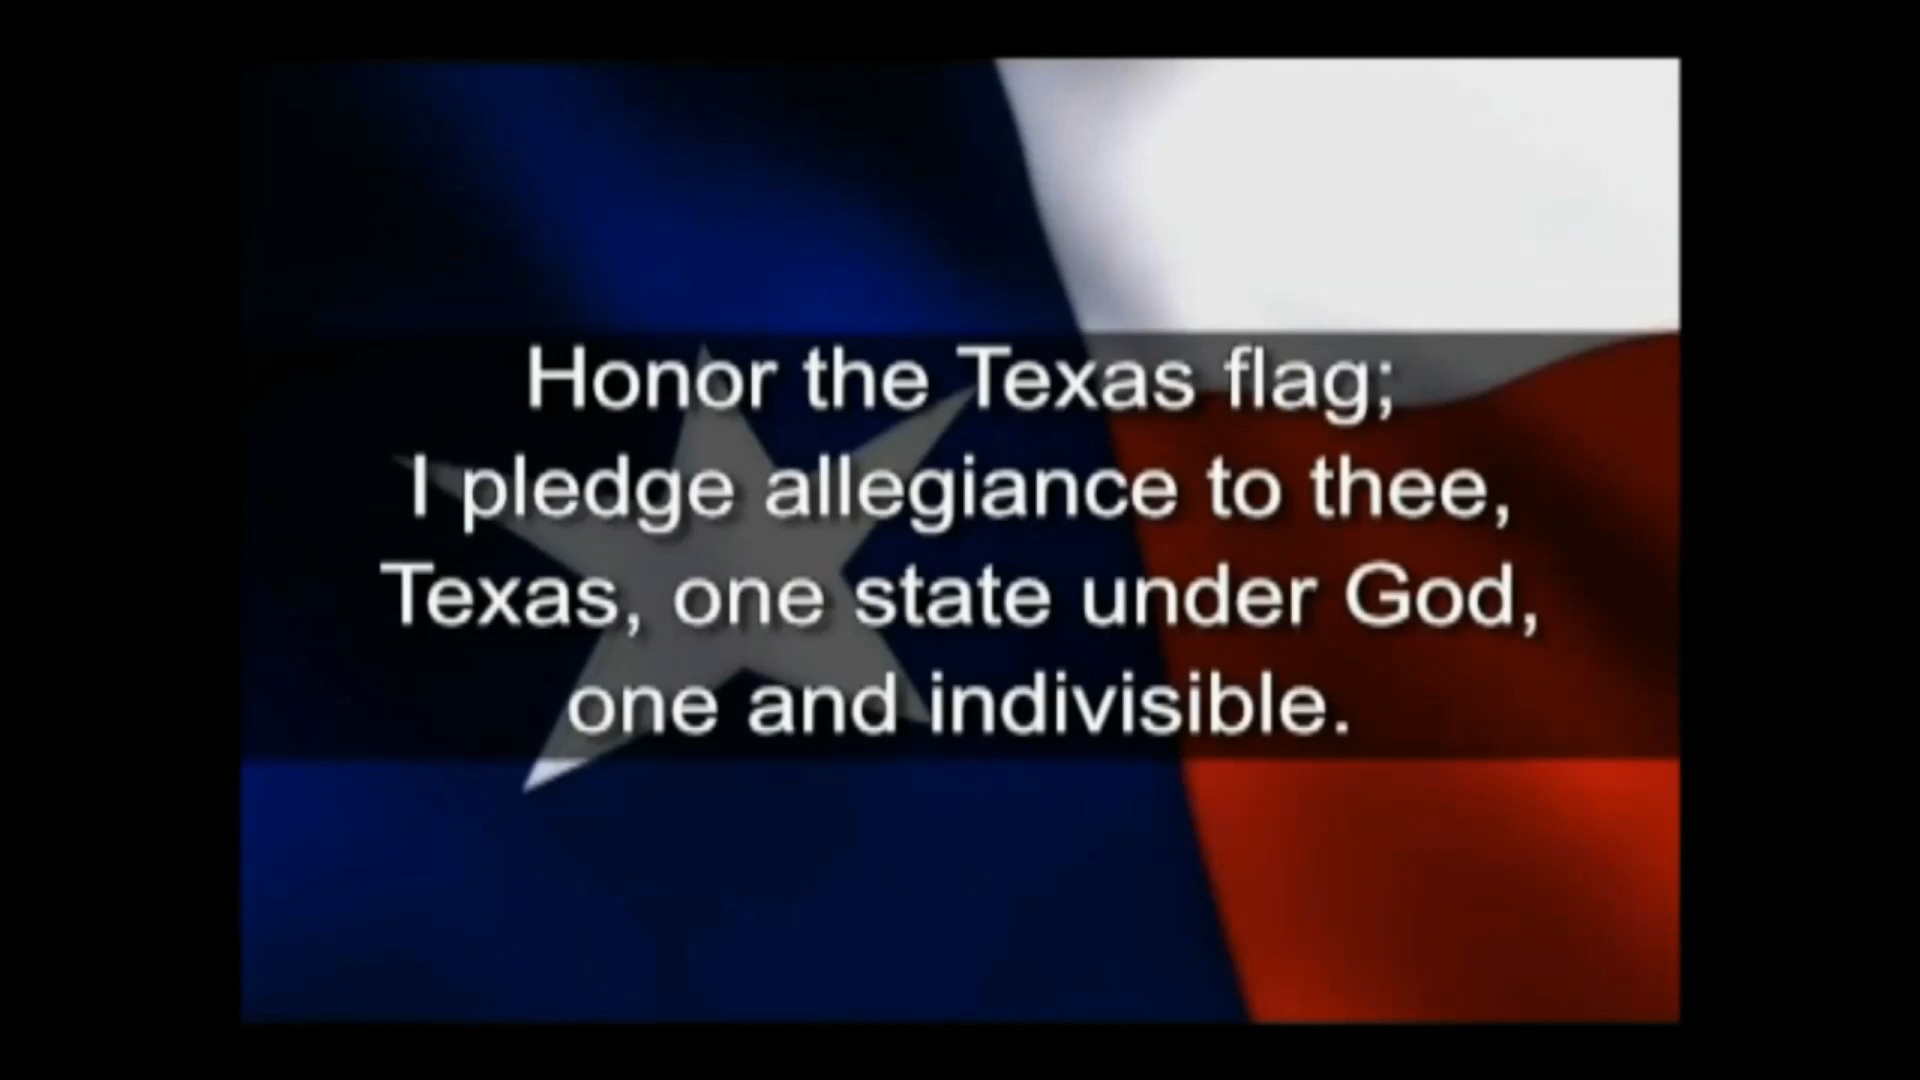 Honor the Texas flag;
I pledge allegiance to thee,
Texas, one state under God,
one and indivisible.